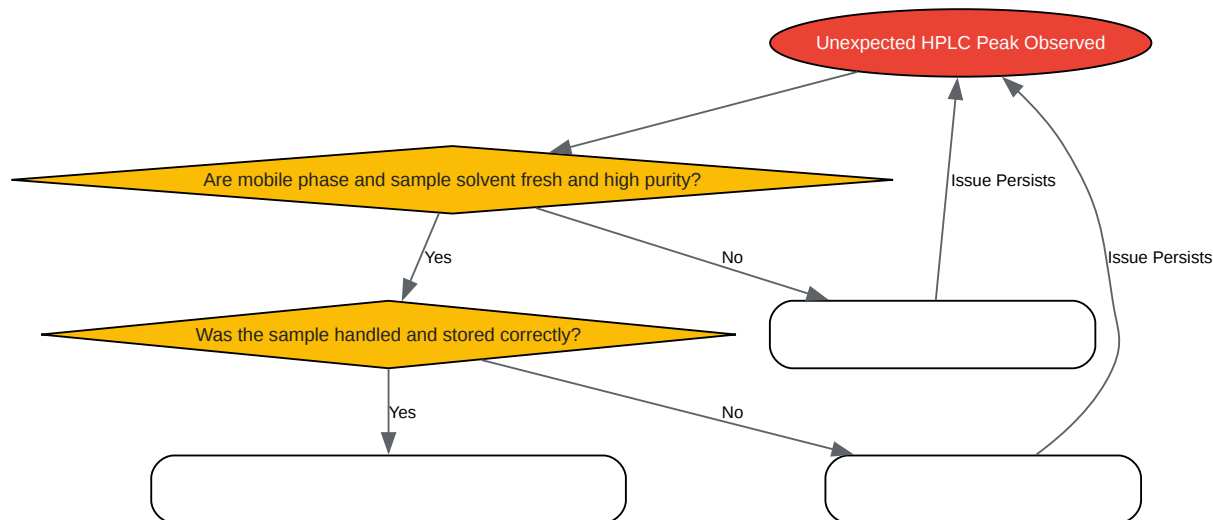 Unexpected HPLC Peak Observed
Are mobile phase and sample solvent fresh and high purity?
Issue Persists
Yes
No
Issue Persists
Was the sample handled and stored correctly?
Yes
No